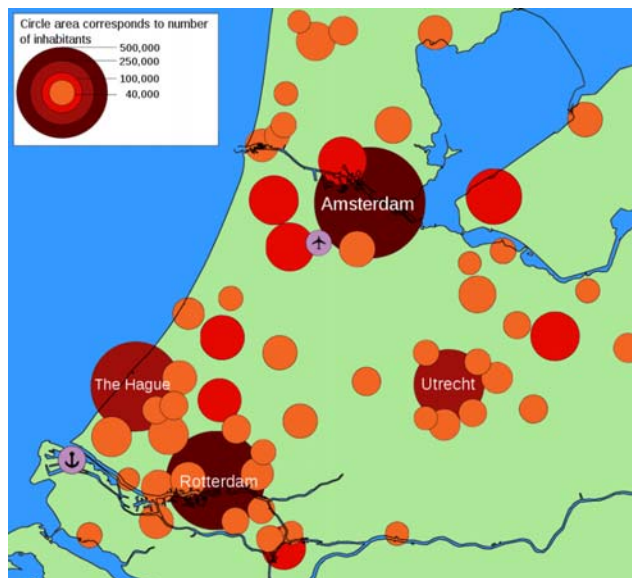 Circle area corresponds to number
of inhabitants
500,000
250,000
100,000
40,000
Amsterdam
The Hague
Utrecht
Rotterdam